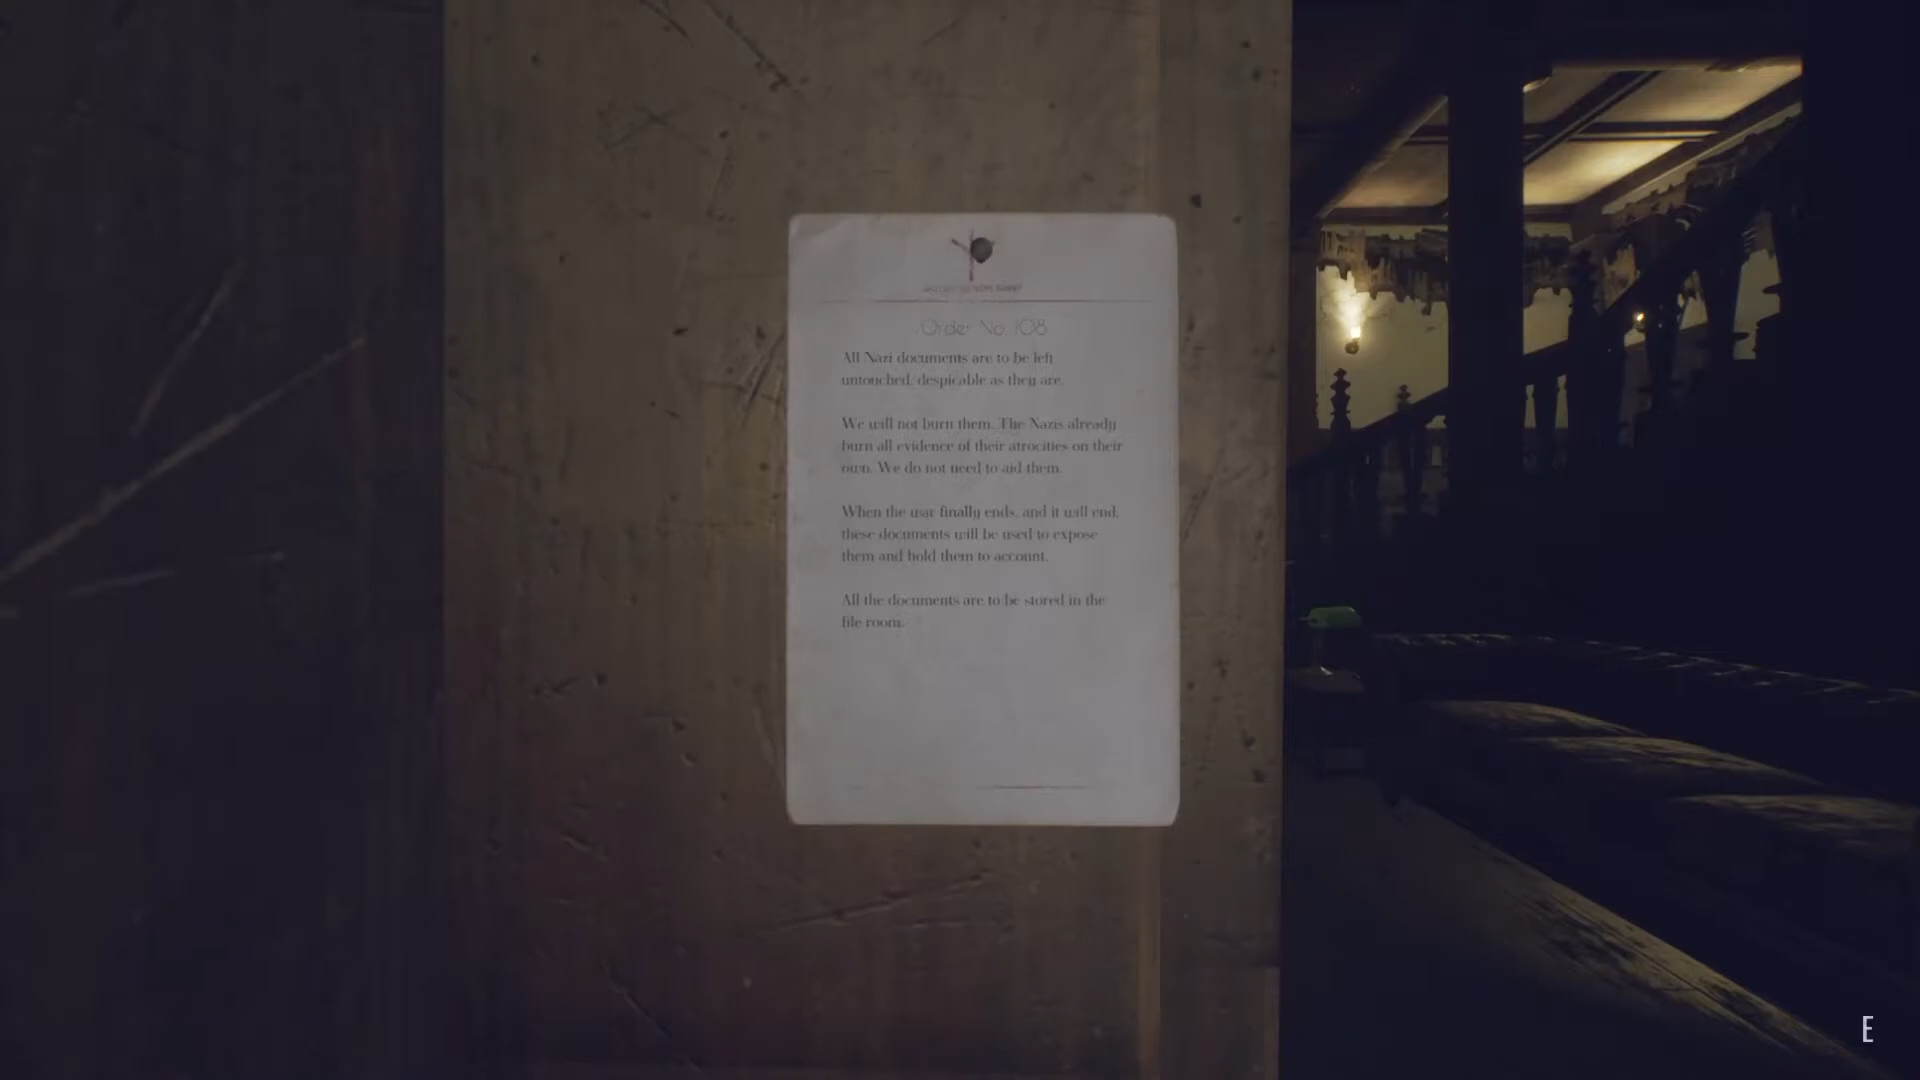 Order No. 108
All Nazi documents are to be left
untouched, despicable as they are.
We will not burn them. The Nazis already
burn all evidence of their atrocities on their
own. We do not need to aid them.
When the war finally ends, and it will end,
these documents will be used to expose
them and hold them to account.
All the documents are to be stored in the
file room.
E